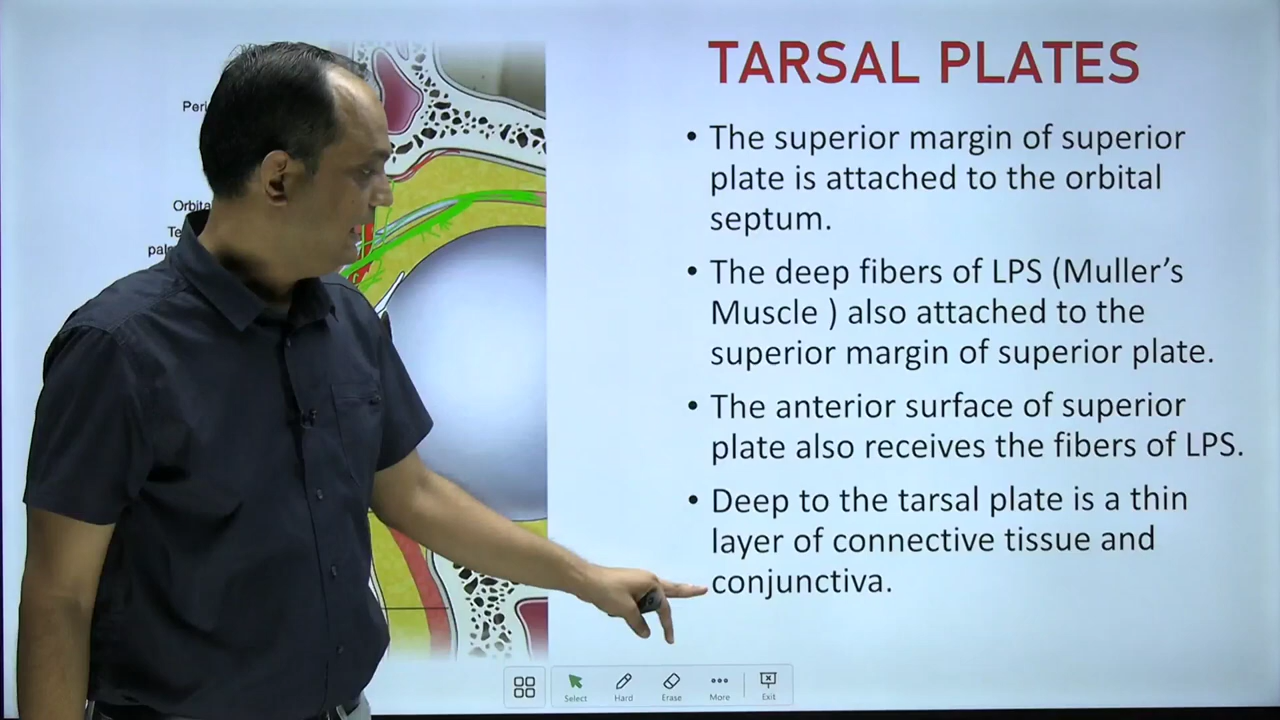 TARSAL PLATES
• The superior margin of superior
plate is attached to the orbital
septum.
• The deep fibers of LPS (Muller’s
Muscle ) also attached to the
superior margin of superior plate.
• The anterior surface of superior
plate also receives the fibers of LPS.
• Deep to the tarsal plate is a thin
layer of connective tissue and
conjunctiva.
Select Hard Erase More Exit